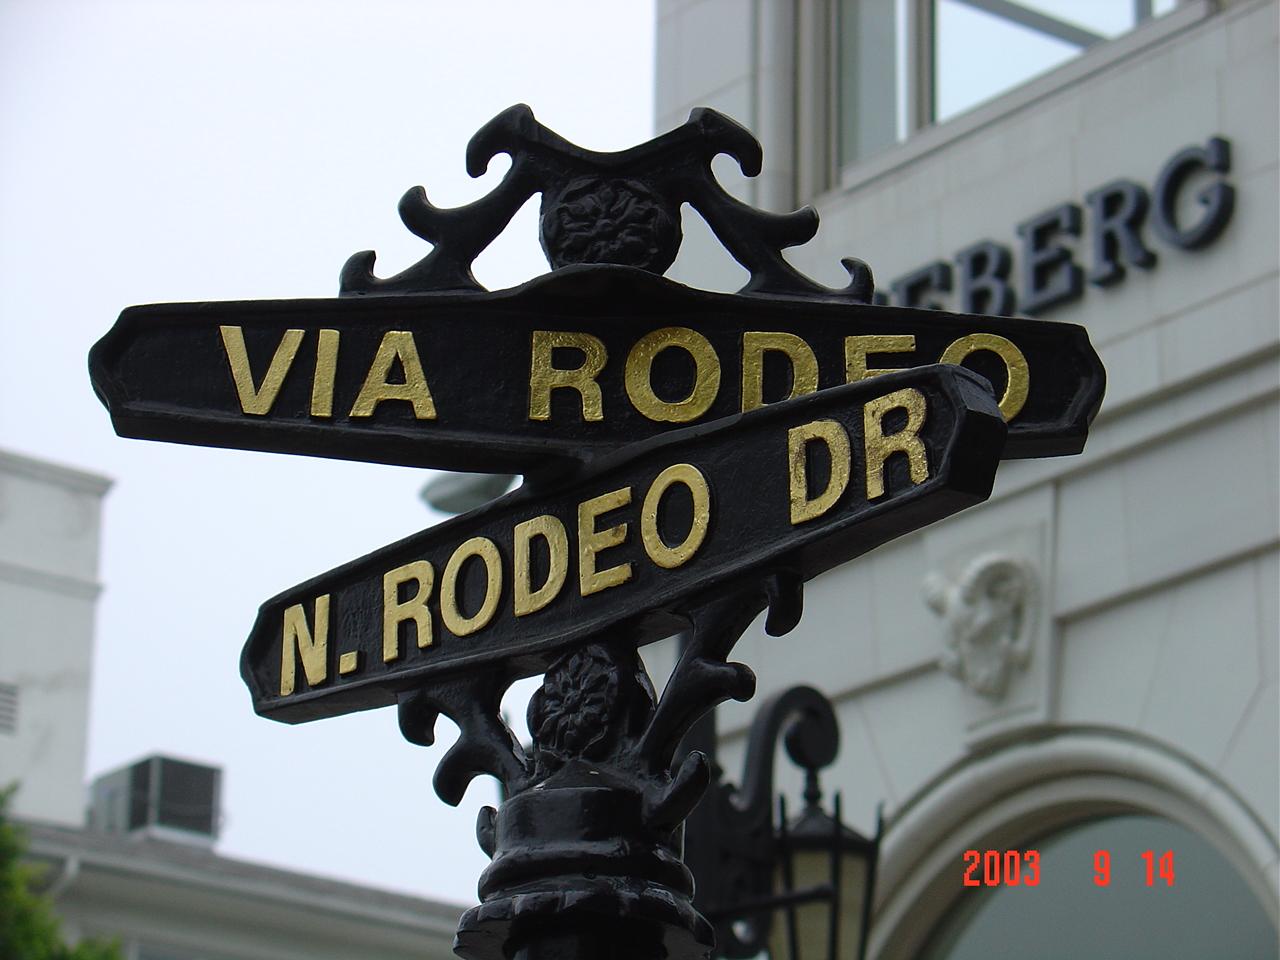 VIA RODEO
N. RODEO DR
EBERG
2003 9 14